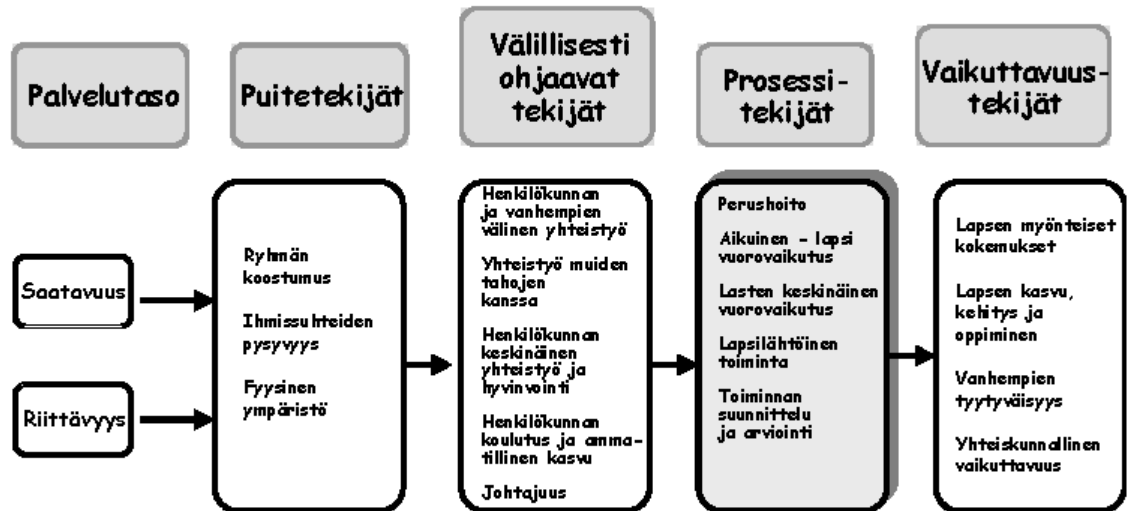 Palvelutaso
Puitetekijät
Välillisesti
ohjaavat
tekijät
Prosessi-
tekijät
Vaikuttavuus-
tekijät
Saatavuus
Riittävyys
Ryhmän
koostumus
Ihmissuhteiden
pysyvyys
Fyysinen
ympäristö
Henkilökunnan
ja vanhempien
välinen yhteistyö
Yhteistyö muiden
tahojen
kanssa
Henkilökunnan
keskinäinen
yhteistyö ja
hyvinvointi
Henkilökunnan
koulutus ja amma-
tillinen kasvu
Johtajuus
Perushoito
Aikuinen - lapsi
vuorovaikutus
Lasten keskinäinen
vuorovaikutus
Lapsilähtöinen
toiminta
Toiminnan
suunnittelu
ja arviointi
Lapsen myönteiset
kokemukset
Lapsen kasvu,
kehitys ja
oppiminen
Vanhempien
tyytyväisyys
Yhteiskunnallinen
vaikuttavuus